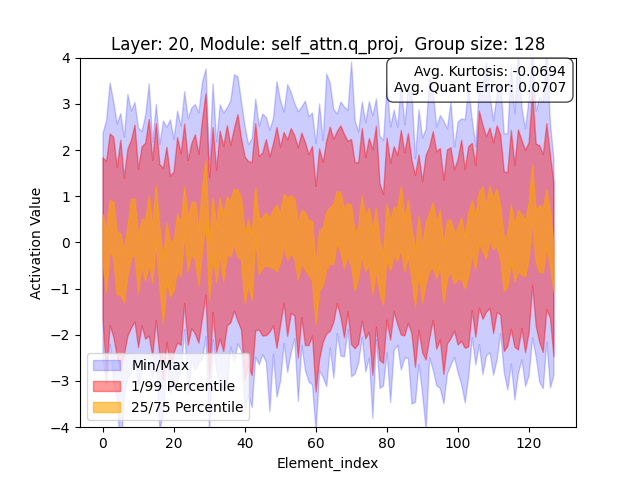 Layer: 20, Module: self_attn.q_proj,  Group size: 128
Avg. Kurtosis: -0.0694
Avg. Quant Error: 0.0707
Activation Value
4
3
2
1
0
−1
−2
−3
−4
Min/Max
1/99 Percentile
25/75 Percentile
0 20 40 60 80 100 120
Element_index